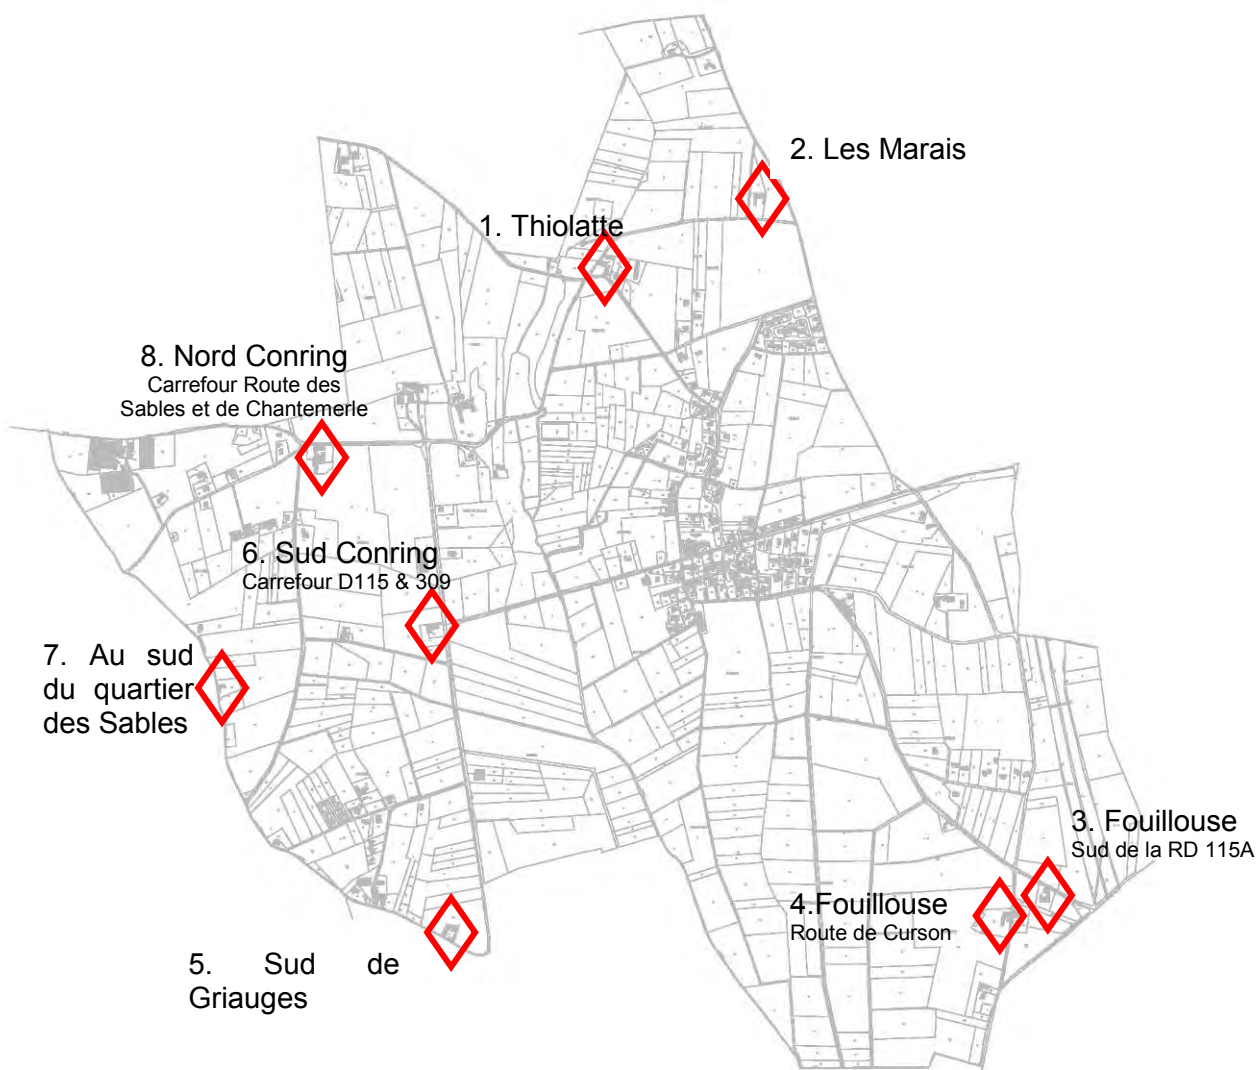 2. Les Marais
1. Thiolatte
8. Nord Conring
Carrefour Route des
Sables et de Chantemerle
6. Sud Conring
Carrefour D115 & 309
7. Au sud
du quartier
des Sables
3. Fouillouse
Sud de la RD 115A
4.Fouillouse
Route de Curson
5. Sud de
Griauges